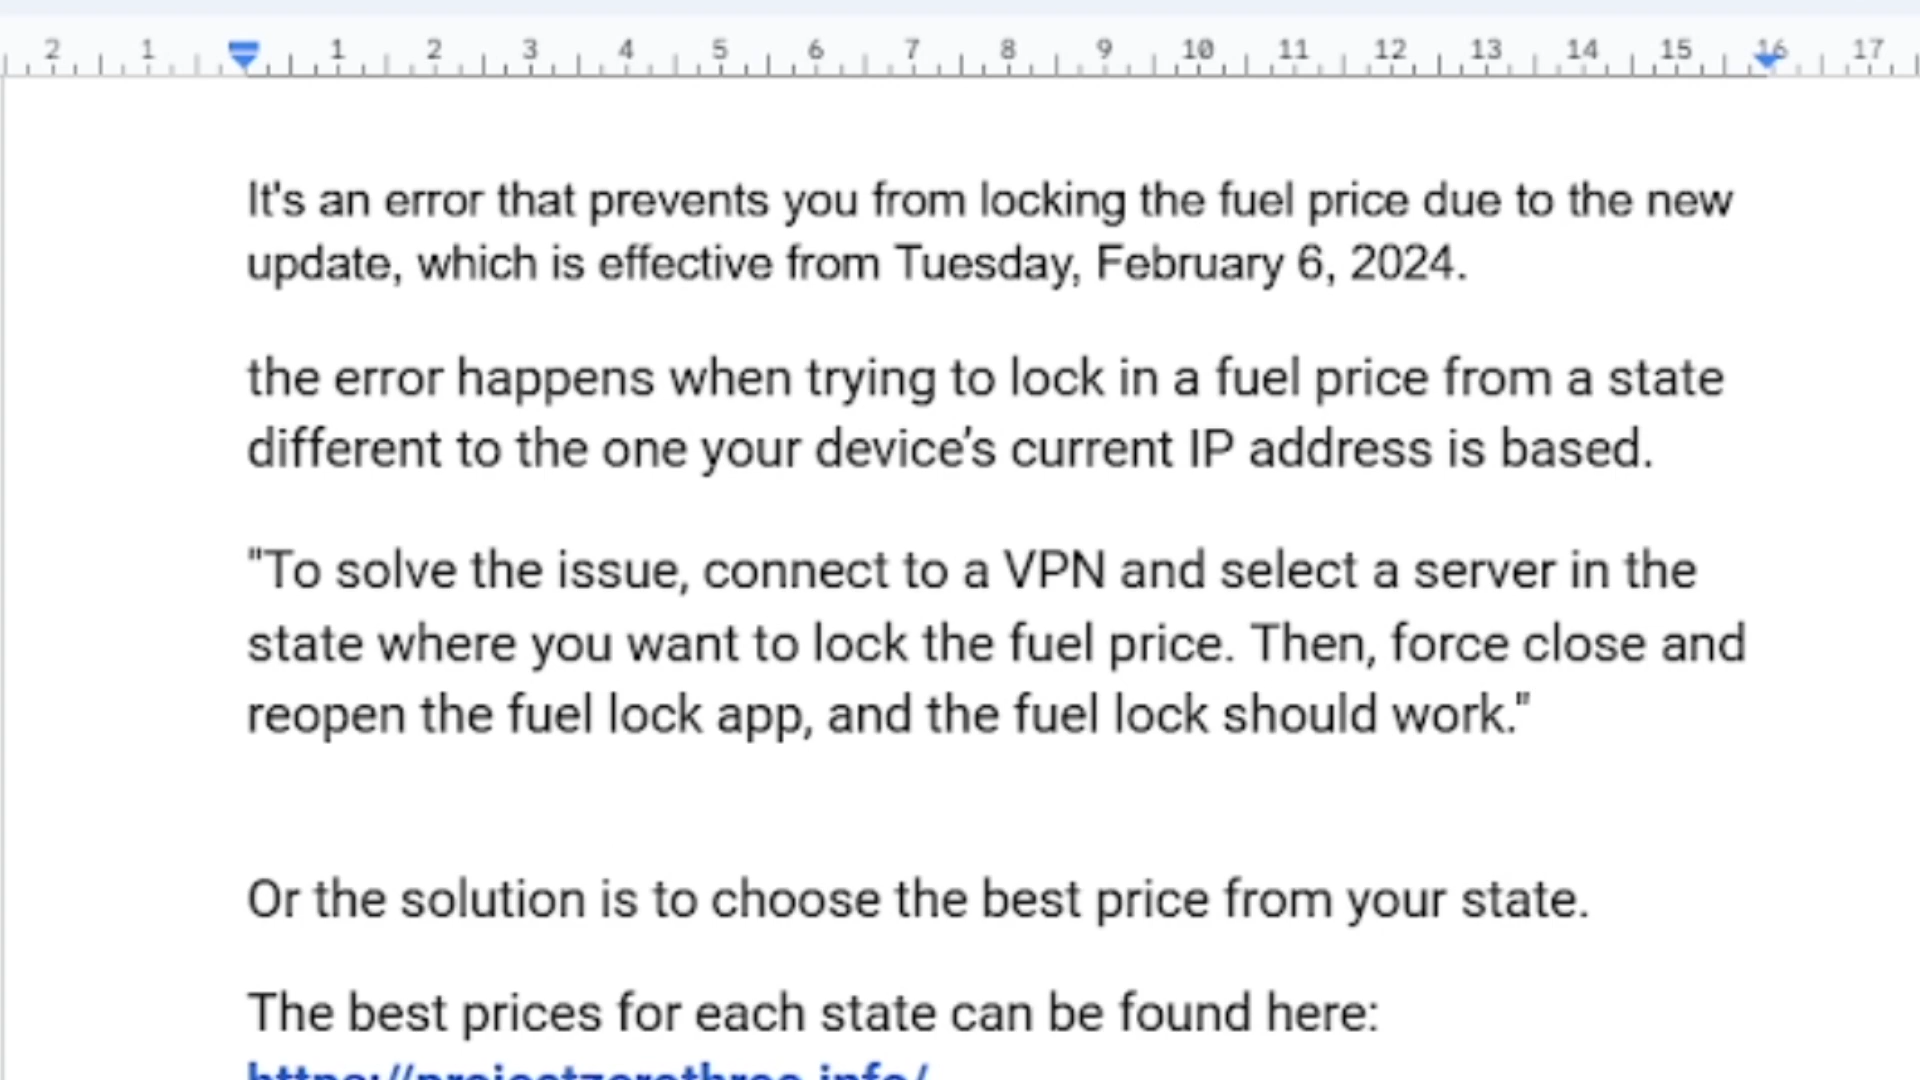 2 1 1 2 3 4 5 6 7 8 9 10 11 12 13 14 15 16 17
It's an error that prevents you from locking the fuel price due to the new
update, which is effective from Tuesday, February 6, 2024.
the error happens when trying to lock in a fuel price from a state
different to the one your device’s current IP address is based.
"To solve the issue, connect to a VPN and select a server in the
state where you want to lock the fuel price. Then, force close and
reopen the fuel lock app, and the fuel lock should work."
Or the solution is to choose the best price from your state.
The best prices for each state can be found here:
https://projectzerothree.info/